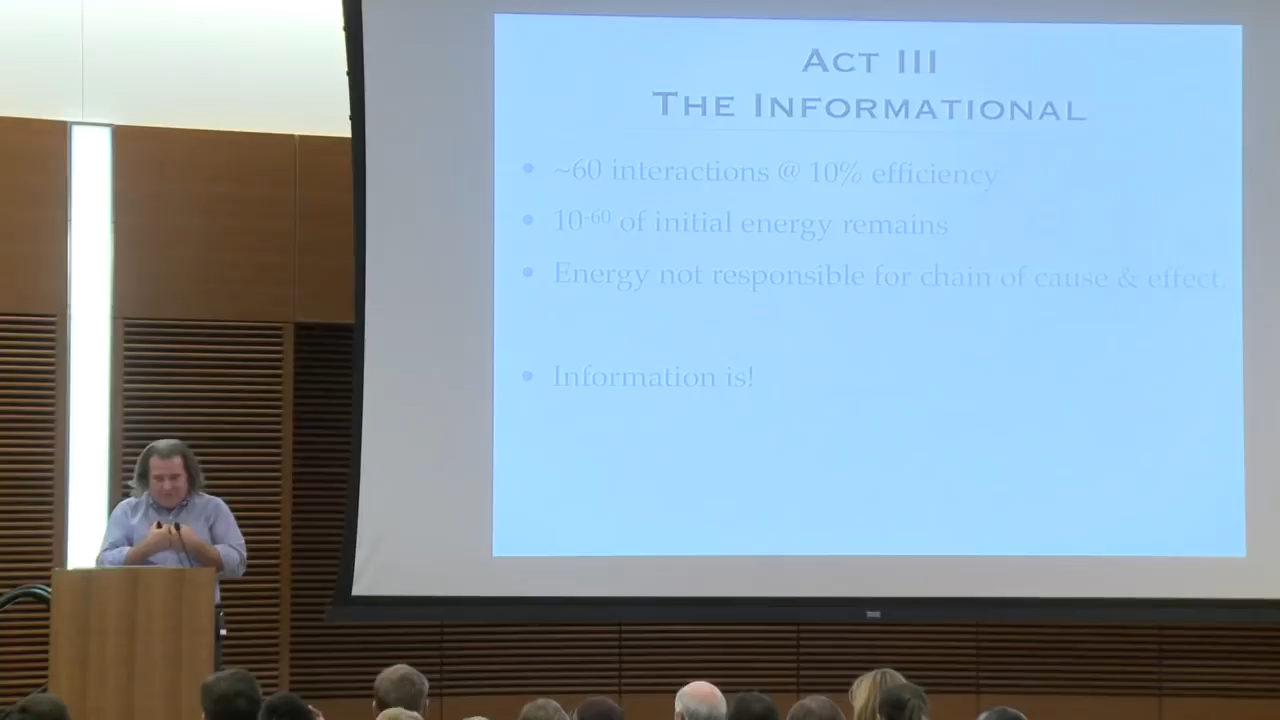 ACT III
THE INFORMATIONAL
• ~60 interactions @ 10% efficiency
• 10⁻⁶⁰ of initial energy remains
• Energy not responsible for chain of cause & effect.
• Information is!